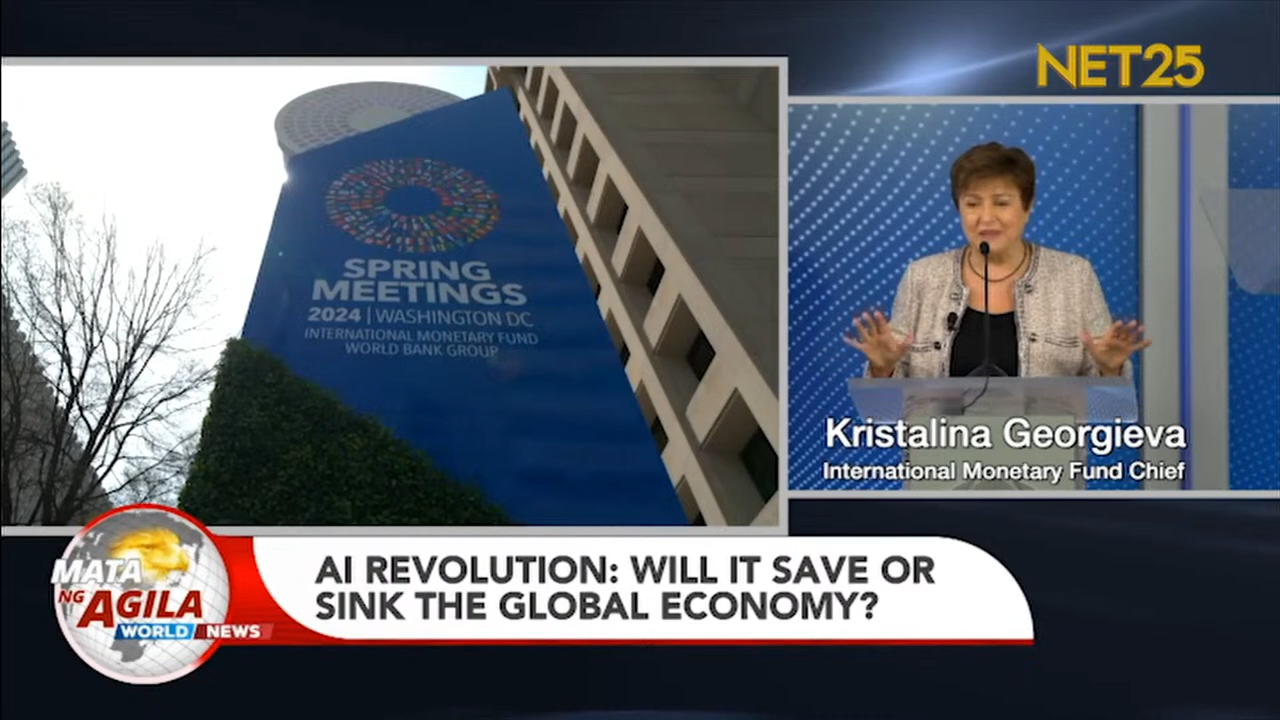 NET25
SPRING
MEETINGS
2024 | WASHINGTON DC
INTERNATIONAL MONETARY FUND
WORLD BANK GROUP
Kristalina Georgieva
International Monetary Fund Chief
MATA
NG AGILA
WORLD NEWS
AI REVOLUTION: WILL IT SAVE OR
SINK THE GLOBAL ECONOMY?